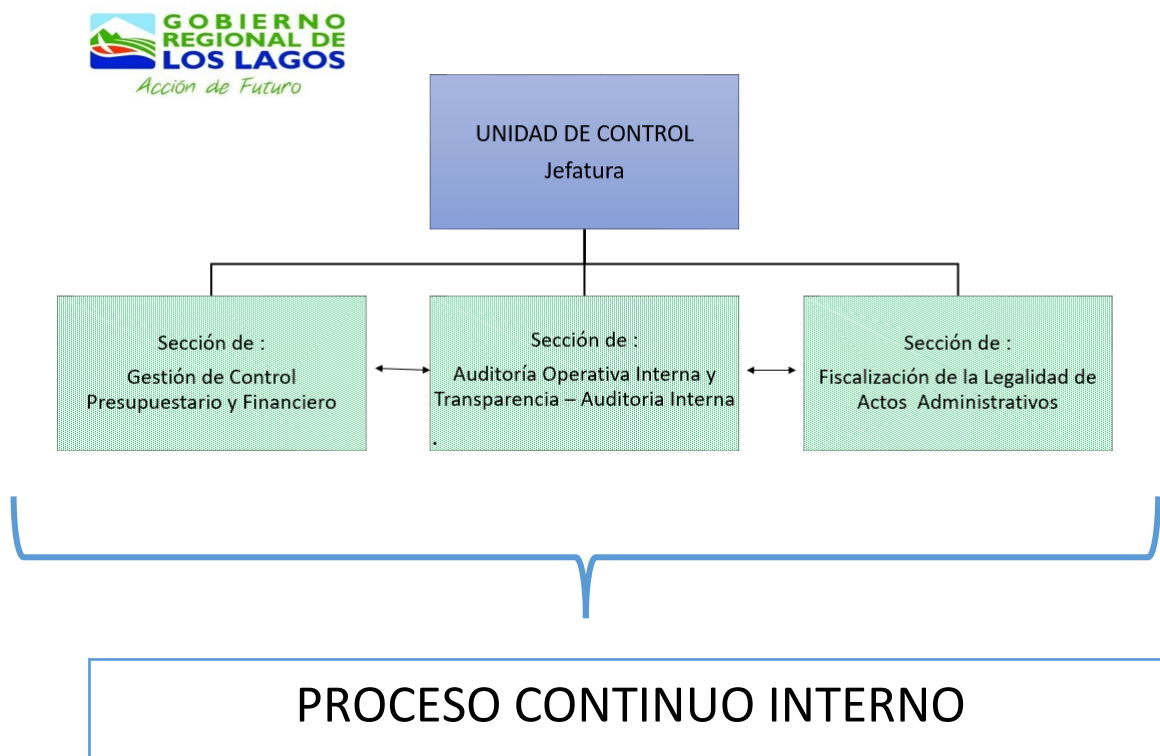 GOBIERNO
REGIONAL DE
LOS LAGOS
Acción de Futuro
UNIDAD DE CONTROL
Jefatura
Sección de :
Gestión de Control
Presupuestario y Financiero
Sección de :
Auditoría Operativa Interna y
Transparencia – Auditoria Interna
.
Sección de :
Fiscalización de la Legalidad de
Actos Administrativos
PROCESO CONTINUO INTERNO